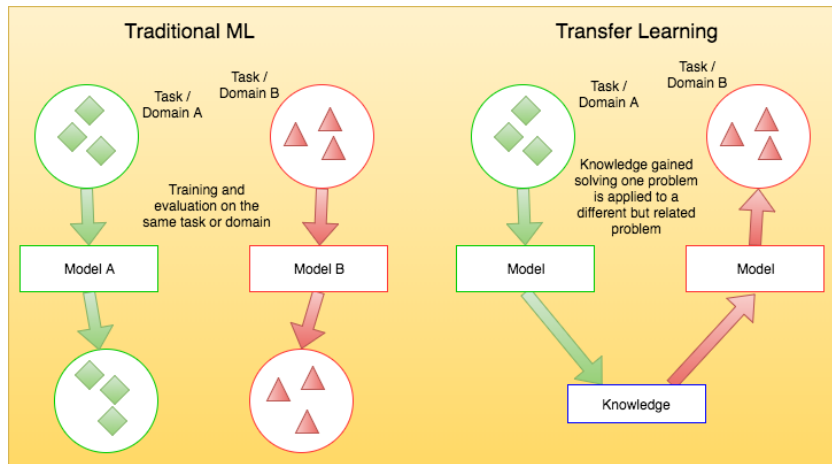 Traditional ML
Task /
Domain A
Task /
Domain B
Training and
evaluation on the
same task or domain
Model A
Model B
Transfer Learning
Task /
Domain A
Task /
Domain B
Knowledge gained
solving one problem
is applied to a
different but related
problem
Model
Model
Knowledge